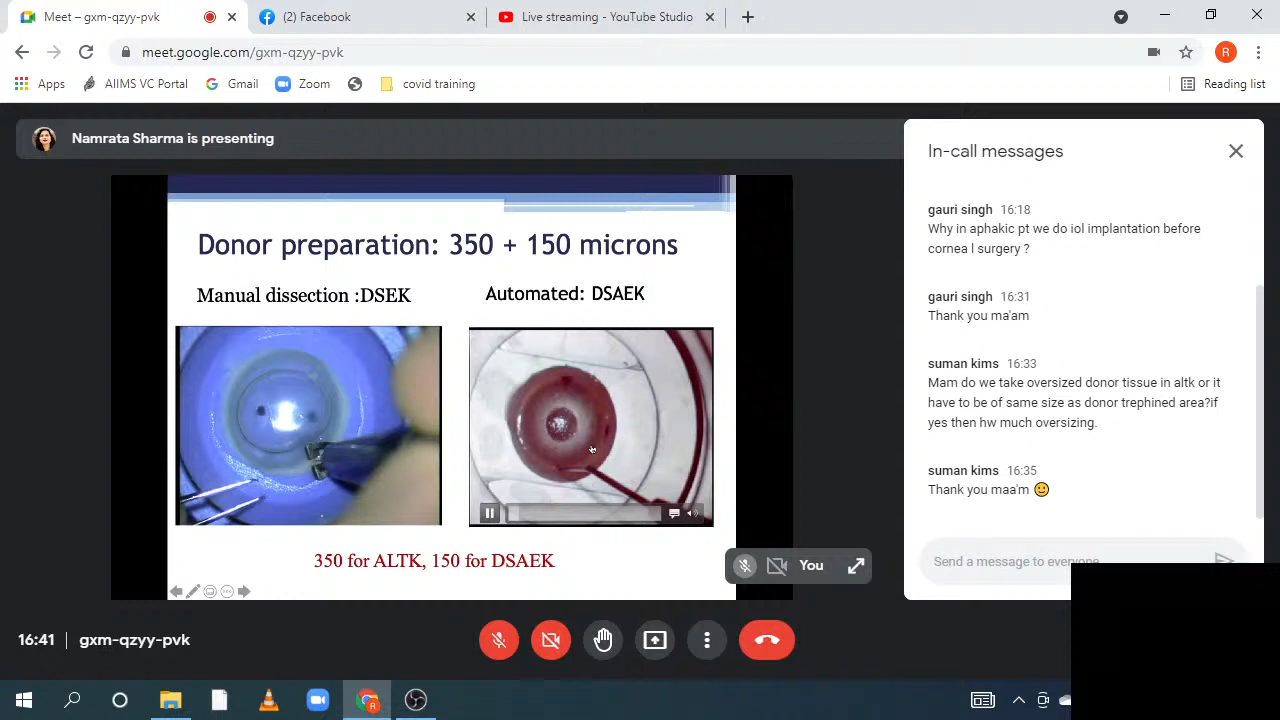 Meet – gxm-qzyy-pvk
(2) Facebook
Live streaming - YouTube Studio
meet.google.com/gxm-qzyy-pvk
R
Apps
AIIMS VC Portal
Gmail
Zoom
covid training
Reading list
Namrata Sharma is presenting
Donor preparation: 350 + 150 microns
Manual dissection :DSEK
Automated: DSAEK
350 for ALTK, 150 for DSAEK
You
In-call messages
gauri singh 16:18
Why in aphakic pt we do iol implantation before
cornea l surgery ?
gauri singh 16:31
Thank you ma'am
suman kims 16:33
Mam do we take oversized donor tissue in altk or it
have to be of same size as donor trephined area?if
yes then hw much oversizing.
suman kims 16:35
Thank you maa'm
Send a message to everyone
16:41 | gxm-qzyy-pvk
R